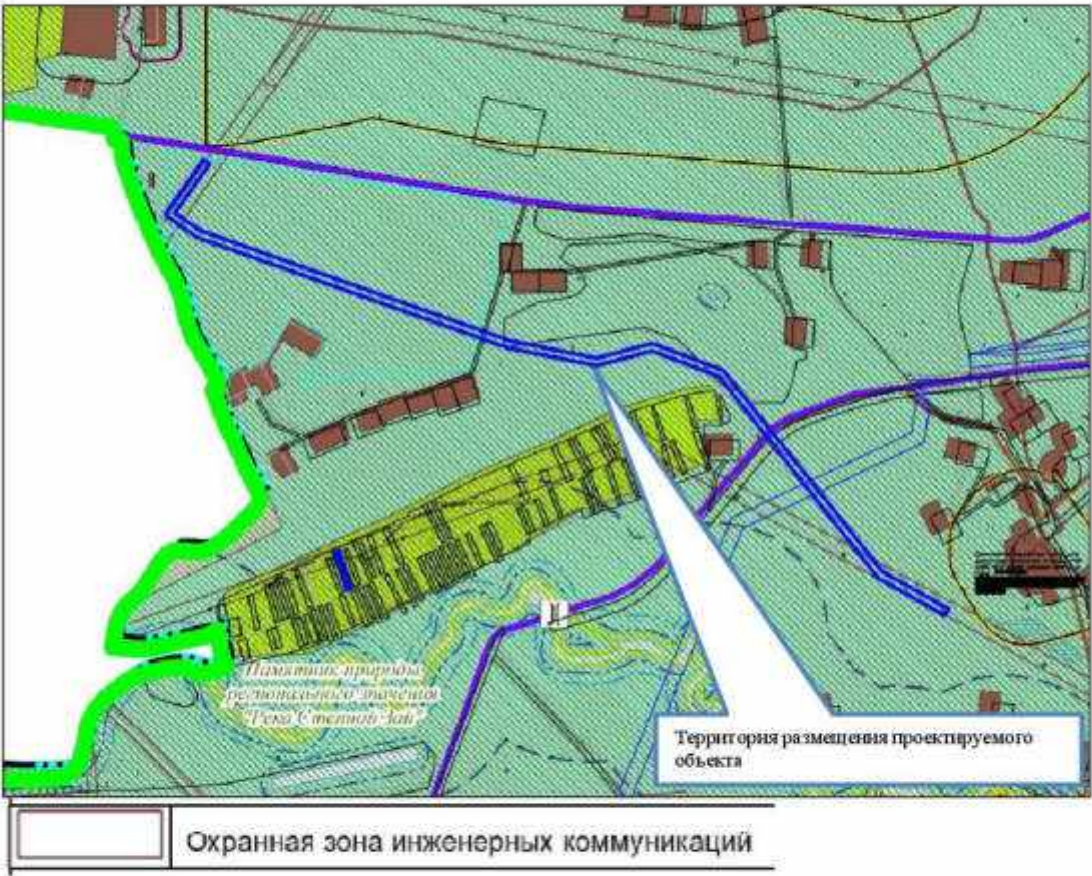 Памятник природы
регионального значения
"Река Степной Зай"
Территория размещения проектируемого
объекта
Охранная зона инженерных коммуникаций